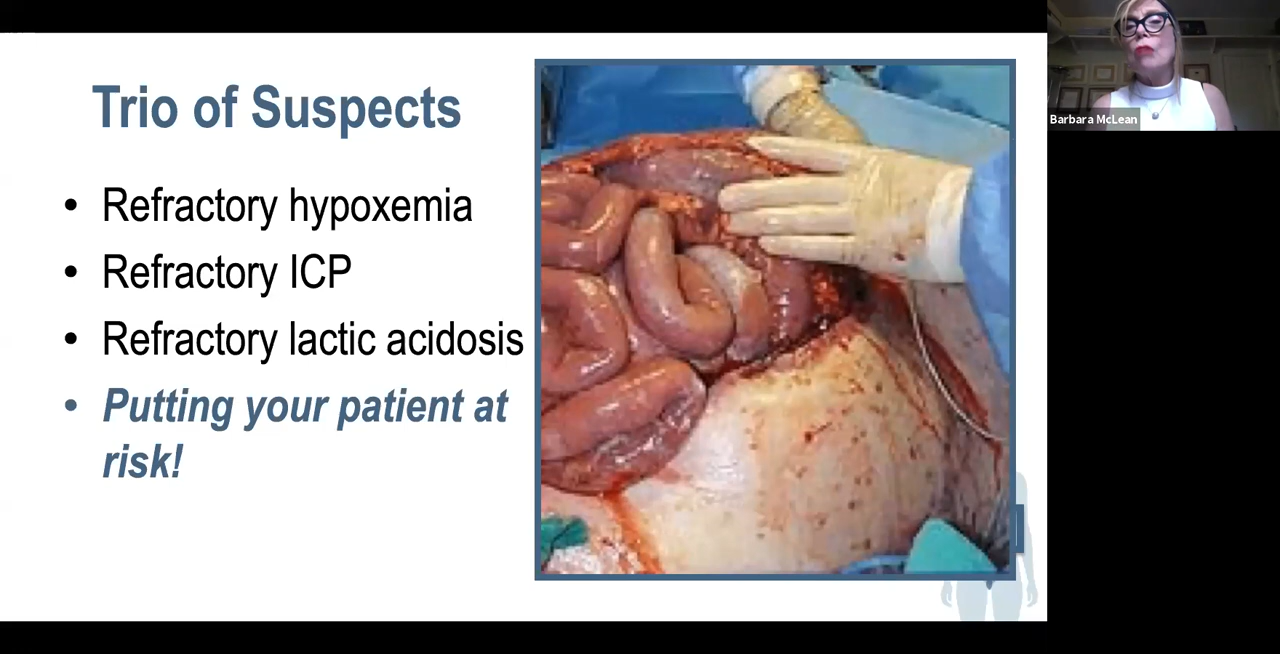 Trio of Suspects
• Refractory hypoxemia
• Refractory ICP
• Refractory lactic acidosis
• Putting your patient at
risk!
Barbara McLean